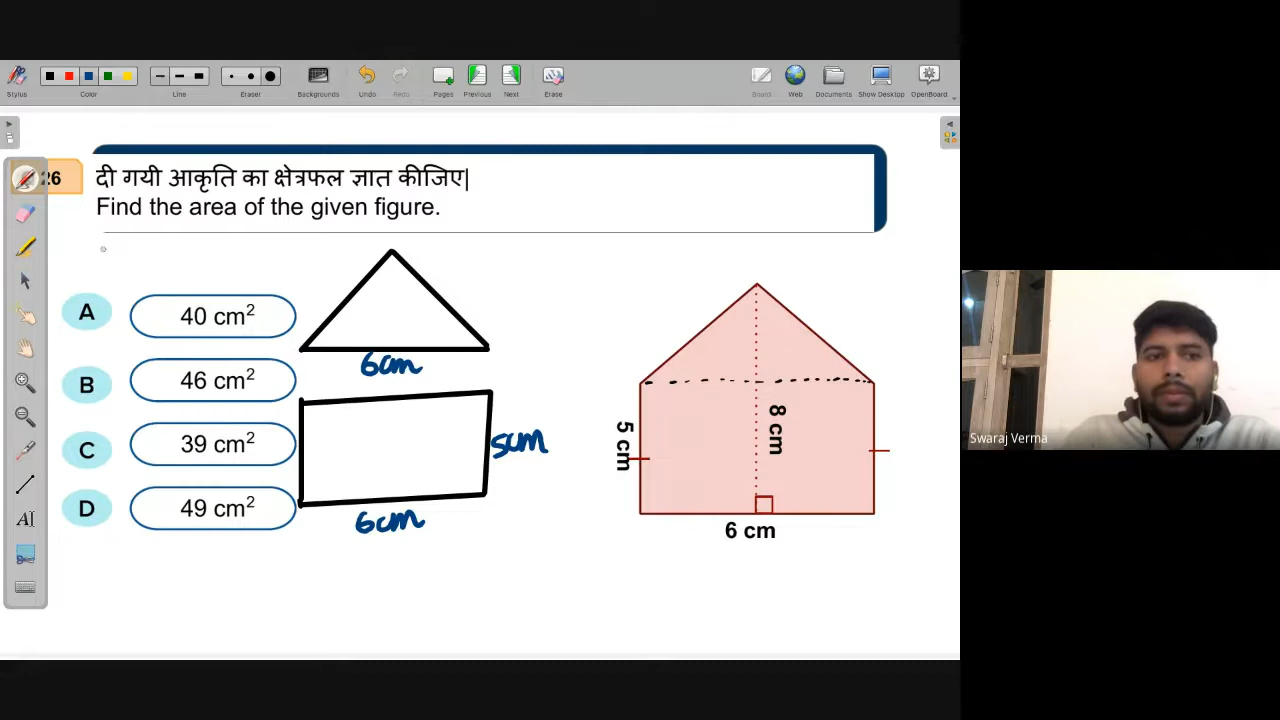 Stylus
Color
Line
Eraser
Backgrounds
Undo
Redo
Pages
Previous
Next
Erase
Board
Web
Documents
Show Desktop
OpenBoard
26
दी गयी आकृति का क्षेत्रफल ज्ञात कीजिए|
Find the area of the given figure.
A 40 cm²
B 46 cm²
C 39 cm²
D 49 cm²
6cm
5cm
6cm
5 cm
8 cm
6 cm
Swaraj Verma